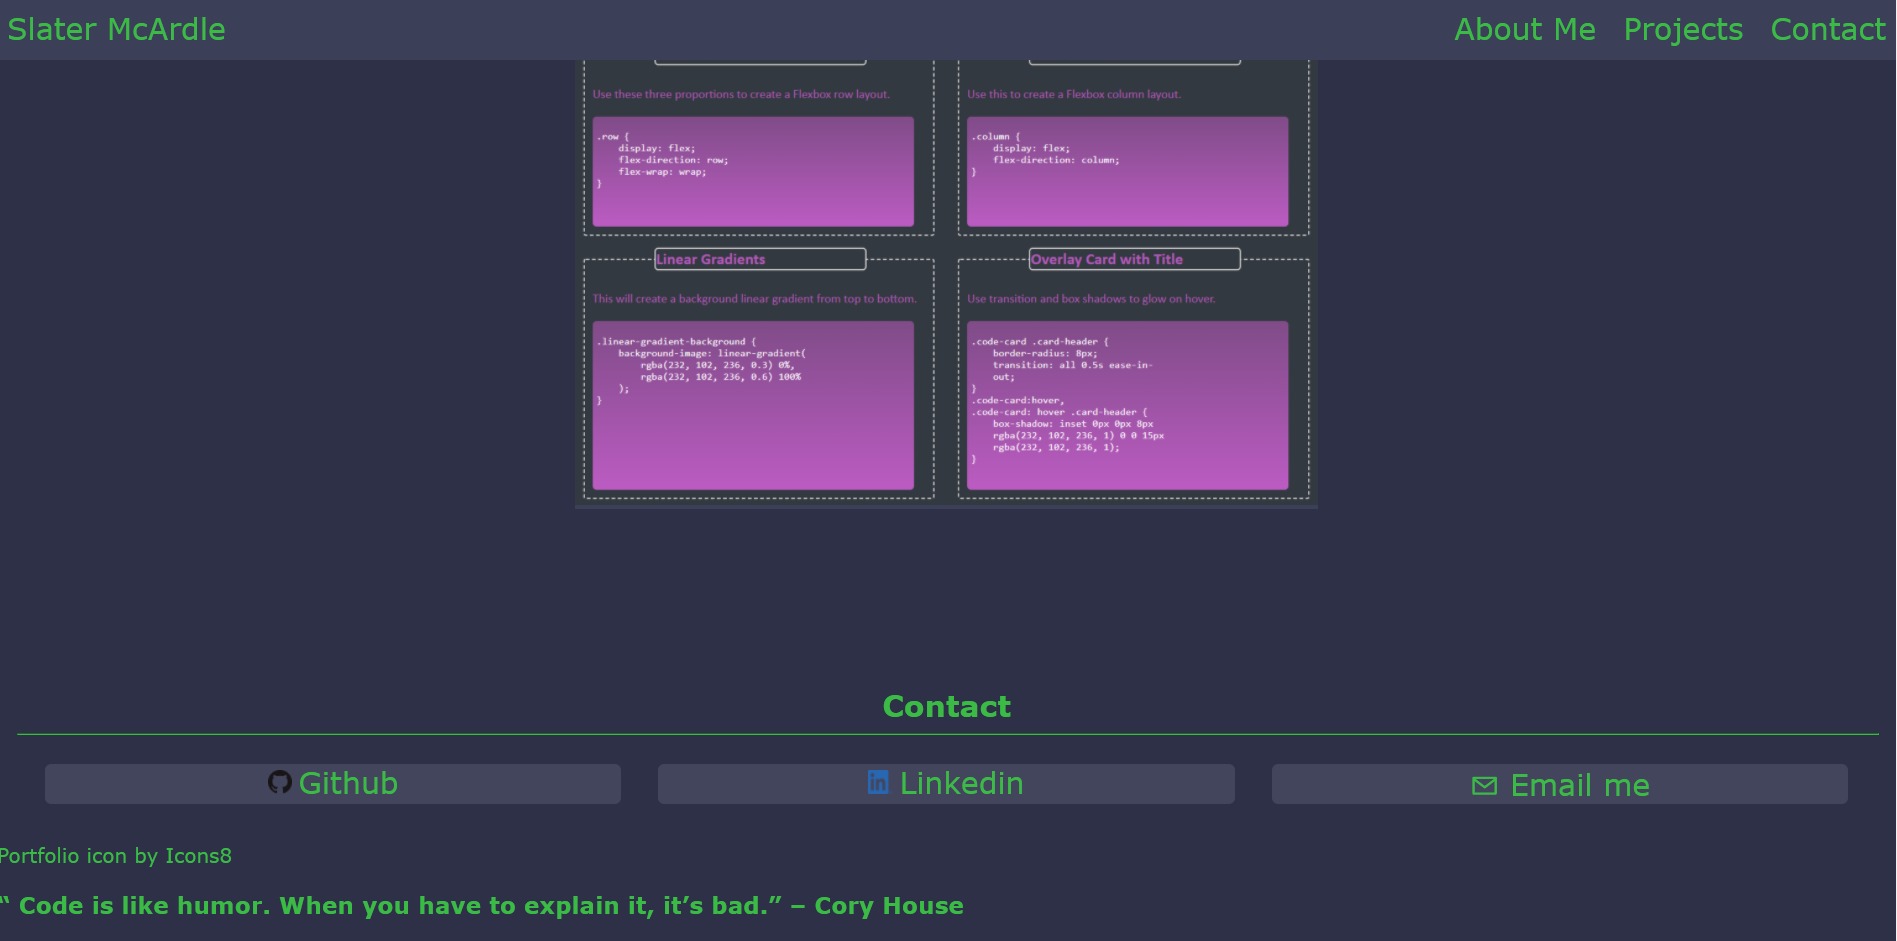 Slater McArdle
About Me Projects Contact
Use these three proportions to create a Flexbox row layout.
.row {
display: flex;
flex-direction: row;
flex-wrap: wrap;
}
Use this to create a Flexbox column layout.
.column {
display: flex;
flex-direction: column;
}
Linear Gradients
This will create a background linear gradient from top to bottom.
.linear-gradient-background {
background-image: linear-gradient(
rgba(232, 102, 236, 0.3) 0%,
rgba(232, 102, 236, 0.6) 100%
);
}
Overlay Card with Title
Use transition and box shadows to glow on hover.
.code-card .card-header {
border-radius: 8px;
transition: all 0.5s ease-in-
out;
}
.code-card:hover,
.code-card: hover .card-header {
box-shadow: inset 0px 0px 8px
rgba(232, 102, 236, 1) 0 0 15px
rgba(232, 102, 236, 1);
}
Contact
Github
Linkedin
Email me
Portfolio icon by Icons8
“ Code is like humor. When you have to explain it, it’s bad.” – Cory House